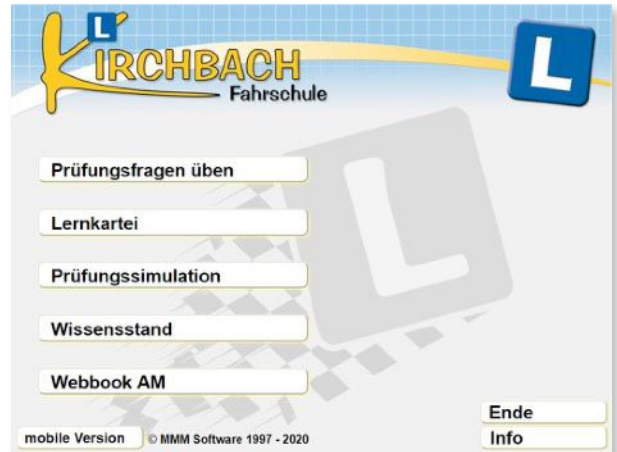 L
KIRCHBACH
Fahrschule
L
Prüfungsfragen üben
Lernkartei
Prüfungssimulation
Wissensstand
Webbook AM
L
Ende
mobile Version © MMM Software 1997 - 2020 Info